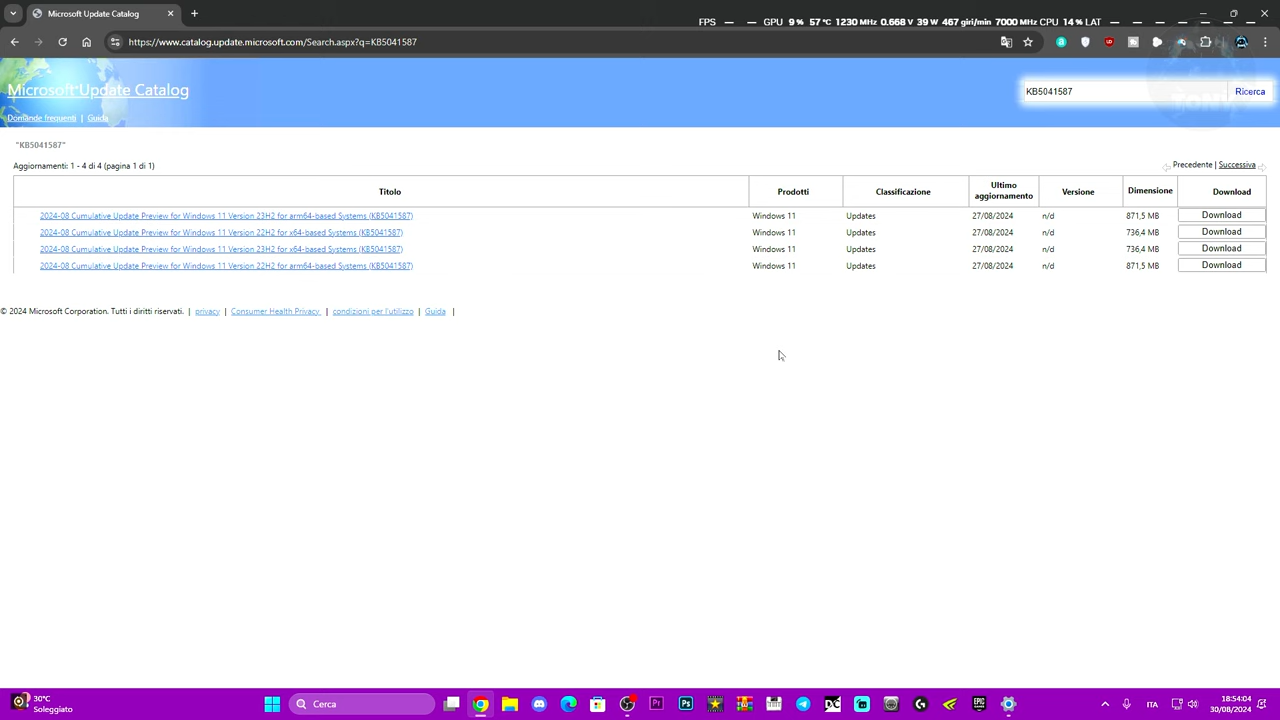 Microsoft Update Catalog
FPS — — GPU 9 % 57 °C 1230 MHz 0.668 V 39 W 467 giri/min 7000 MHz CPU 14 % LAT — — — — —
https://www.catalog.update.microsoft.com/Search.aspx?q=KB5041587
Microsoft Update Catalog
KB5041587 Ricerca
Domande frequenti | Guida
"KB5041587"
Aggiornamenti: 1 - 4 di 4 (pagina 1 di 1) Precedente | Successiva
Titolo Prodotti Classificazione Ultimo aggiornamento Versione Dimensione Download
2024-08 Cumulative Update Preview for Windows 11 Version 23H2 for arm64-based Systems (KB5041587) Windows 11 Updates 27/08/2024 n/d 871,5 MB Download
2024-08 Cumulative Update Preview for Windows 11 Version 22H2 for x64-based Systems (KB5041587) Windows 11 Updates 27/08/2024 n/d 736,4 MB Download
2024-08 Cumulative Update Preview for Windows 11 Version 23H2 for x64-based Systems (KB5041587) Windows 11 Updates 27/08/2024 n/d 736,4 MB Download
2024-08 Cumulative Update Preview for Windows 11 Version 22H2 for arm64-based Systems (KB5041587) Windows 11 Updates 27/08/2024 n/d 871,5 MB Download
© 2024 Microsoft Corporation. Tutti i diritti riservati. | privacy | Consumer Health Privacy | condizioni per l'utilizzo | Guida |
30°C
Soleggiato
Cerca
ITA
18:54:04
30/08/2024